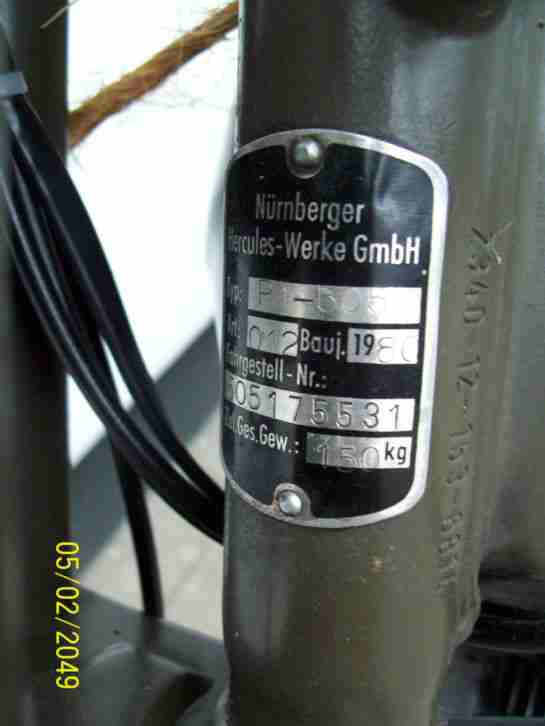 Nürnberger
Hercules-Werke GmbH
Typ: P1-505
Art: 012 Bauj. 1980
Fahrgestell-Nr.:
505175531
Zul.Ges.Gew.: 150 kg
05/02/2049